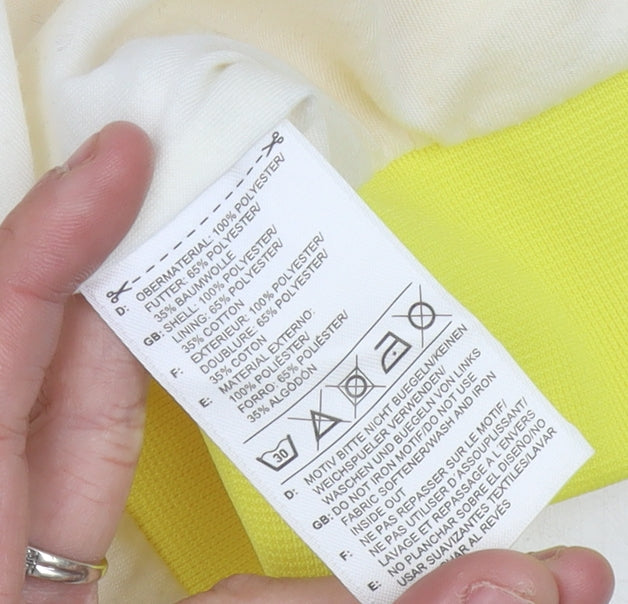 D: OBERMATERIAL: 100% POLYESTER/
FUTTER: 65% POLYESTER/
35% BAUMWOLLE
GB: SHELL: 100% POLYESTER/
LINING: 65% POLYESTER/
35% COTTON
F: EXTERIEUR: 100% POLYESTER/
DOUBLURE: 65% POLYESTER/
35% COTON
E: MATERIAL EXTERNO:
100% POLIÉSTER/
FORRO: 65% POLIÉSTER/
35% ALGODÓN
30
D: MOTIV BITTE NICHT BUEGELN/KEINEN
WEICHSPUELER VERWENDEN/
WASCHEN UND BUEGELN VON LINKS
GB: DO NOT IRON MOTIF/DO NOT USE
FABRIC SOFTENER/WASH AND IRON
INSIDE OUT
F: NE PAS REPASSER SUR LE MOTIF/
NE PAS UTILISER D'ASSOUPLISSANT/
LAVAGE ET REPASSAGE A L'ENVERS
E: NO PLANCHAR SOBRE EL DISEÑO/NO
USAR SUAVIZANTES TEXTILES/LAVAR
AL REVÉS